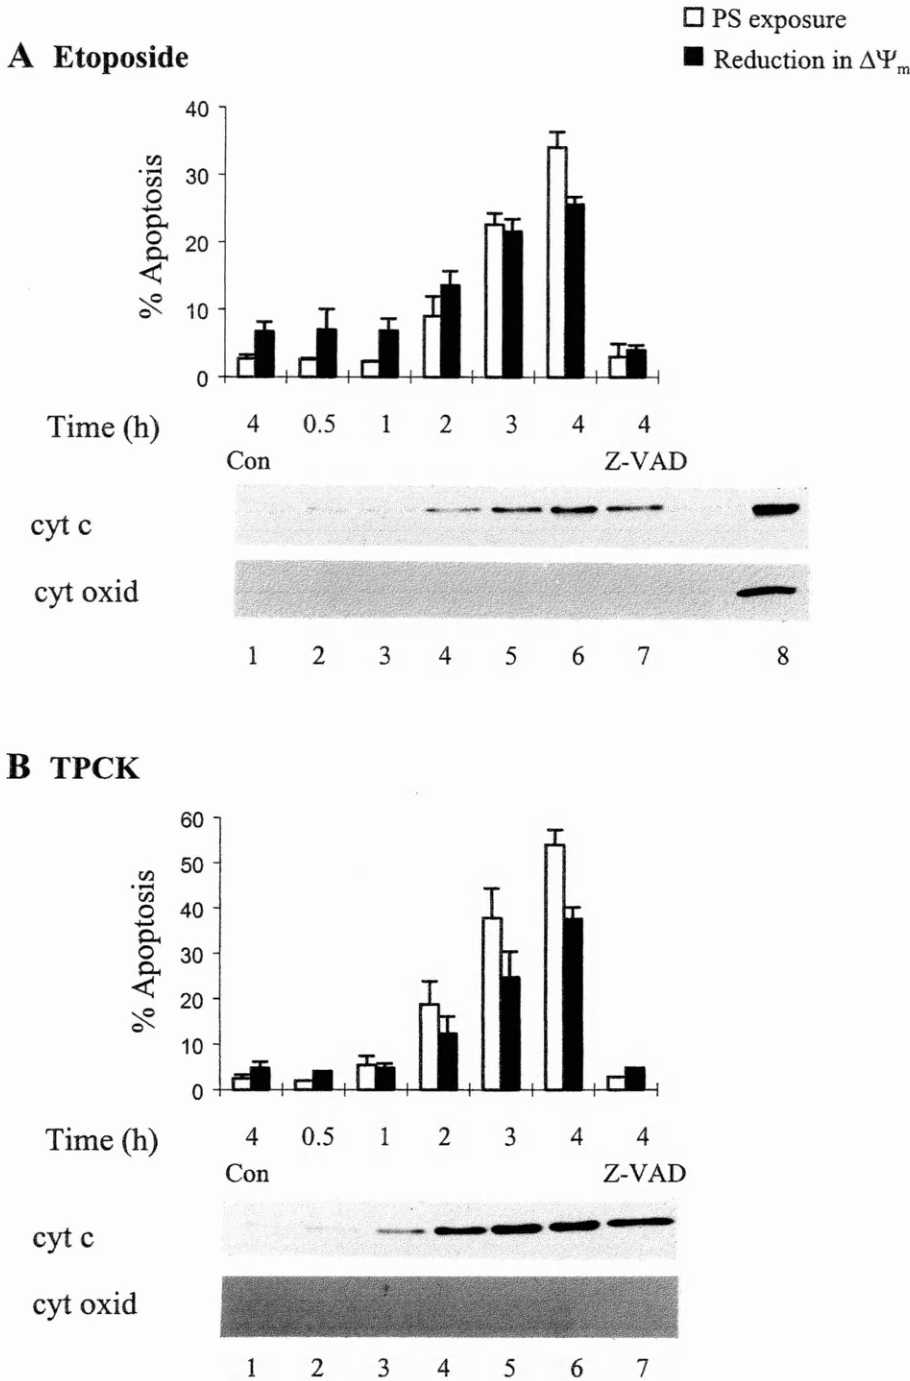 PS exposure
Reduction in ΔΨm
A Etoposide
40
30
20
10
0
% Apoptosis
Time (h) 4 0.5 1 2 3 4 4
Con Z-VAD
cyt c
cyt oxid
1 2 3 4 5 6 7 8
B TPCK
60
50
40
30
20
10
0
% Apoptosis
Time (h) 4 0.5 1 2 3 4 4
Con Z-VAD
cyt c
cyt oxid
1 2 3 4 5 6 7